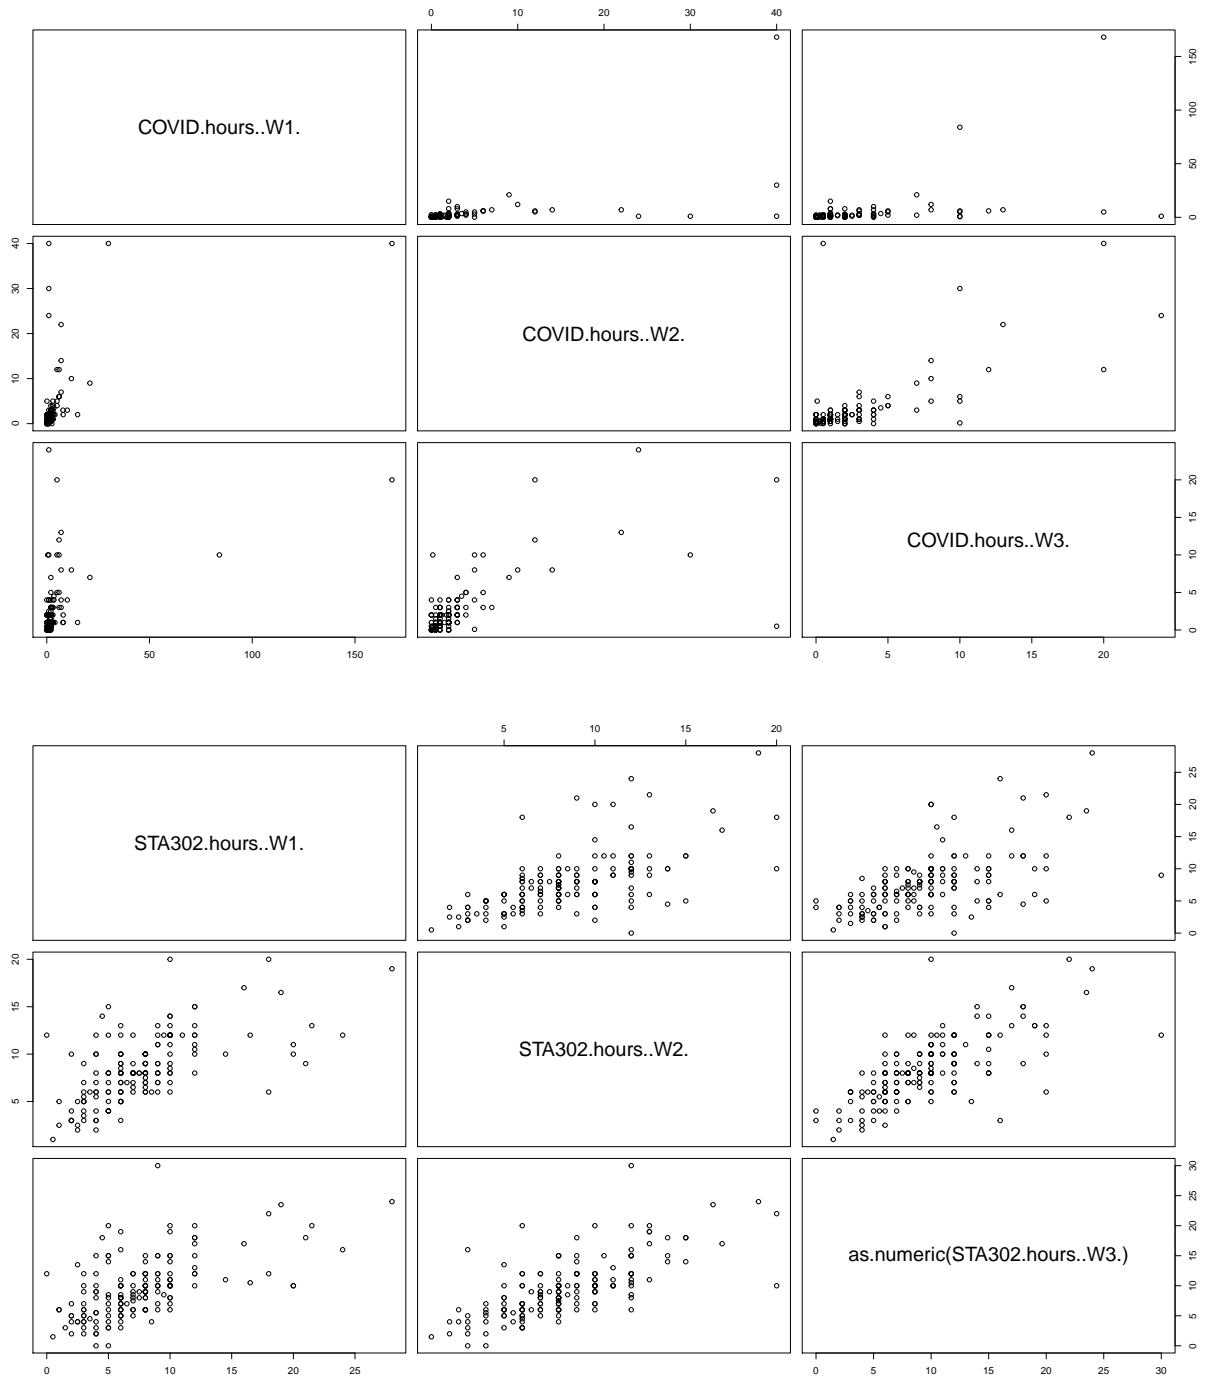 0 10 20 30 40
COVID.hours..W1.
0 50 100 150
0 10 20 30 40
COVID.hours..W2.
COVID.hours..W3.
0 5 10 15 20
0 50 100 150
0 5 10 15 20
5 10 15 20
STA302.hours..W1.
0 5 10 15 20 25
5 10 15 20
STA302.hours..W2.
as.numeric(STA302.hours..W3.)
0 5 10 15 20 25 30
0 5 10 15 20 25
0 5 10 15 20 25 30